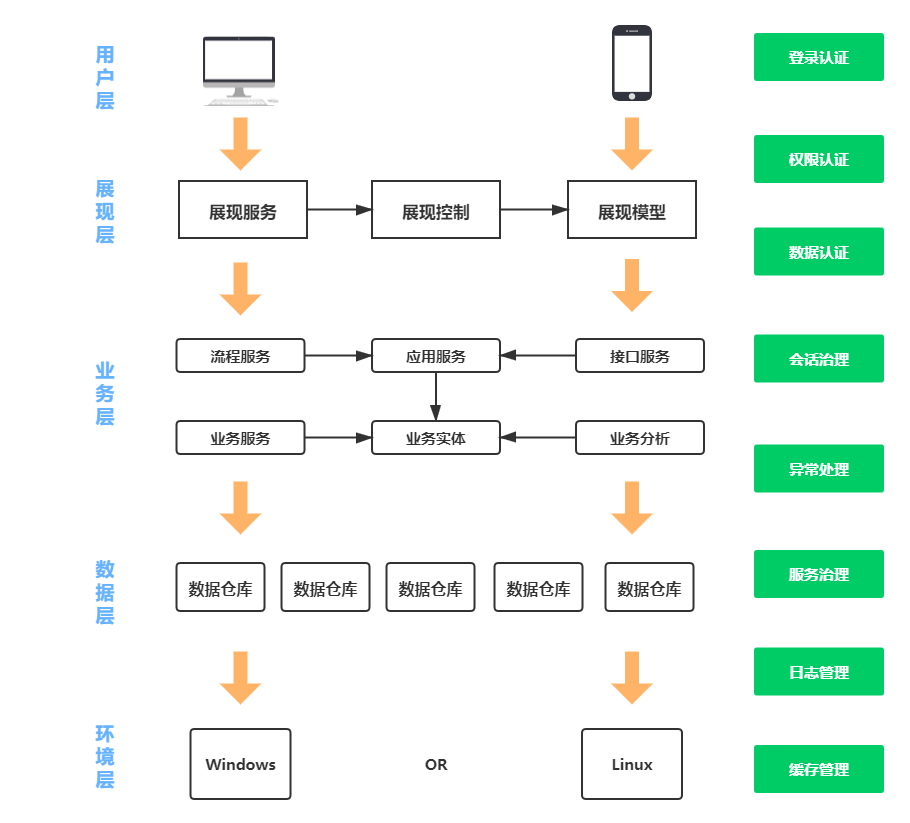 用户层
登录认证
权限认证
展现层
展现服务
展现控制
展现模型
数据认证
业务层
流程服务
应用服务
接口服务
会话治理
业务服务
业务实体
业务分析
异常处理
数据层
数据仓库
数据仓库
数据仓库
数据仓库
数据仓库
服务治理
日志管理
环境层
Windows
OR
Linux
缓存管理